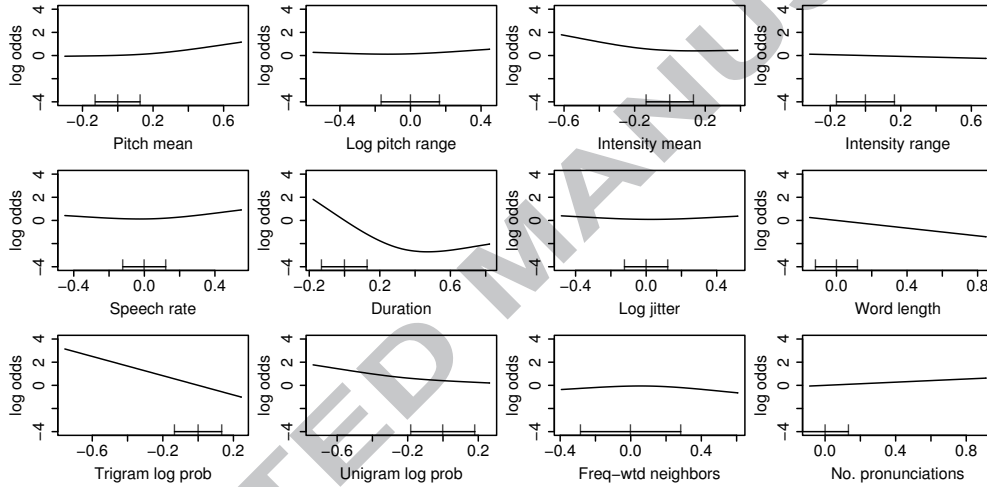 log odds −4 0 2 4 log odds −4 0 2 4 log odds −4 0 2 4 log odds −4 0 2 4
−0.2 0.2 0.6 −0.4 0.0 0.4 −0.6 −0.2 0.2 −0.2 0.2 0.6
Pitch mean Log pitch range Intensity mean Intensity range
log odds −4 0 2 4 log odds −4 0 2 4 log odds −4 0 2 4 log odds −4 0 2 4
−0.4 0.0 0.4 −0.2 0.2 0.6 −0.4 0.0 0.4 0.0 0.4 0.8
Speech rate Duration Log jitter Word length
log odds −4 0 2 4 log odds −4 0 2 4 log odds −4 0 2 4 log odds −4 0 2 4
−0.6 −0.2 0.2 −0.6 −0.2 0.2 −0.4 0.0 0.4 0.0 0.4 0.8
Trigram log prob Unigram log prob Freq−wtd neighbors No. pronunciations
TED MANUS